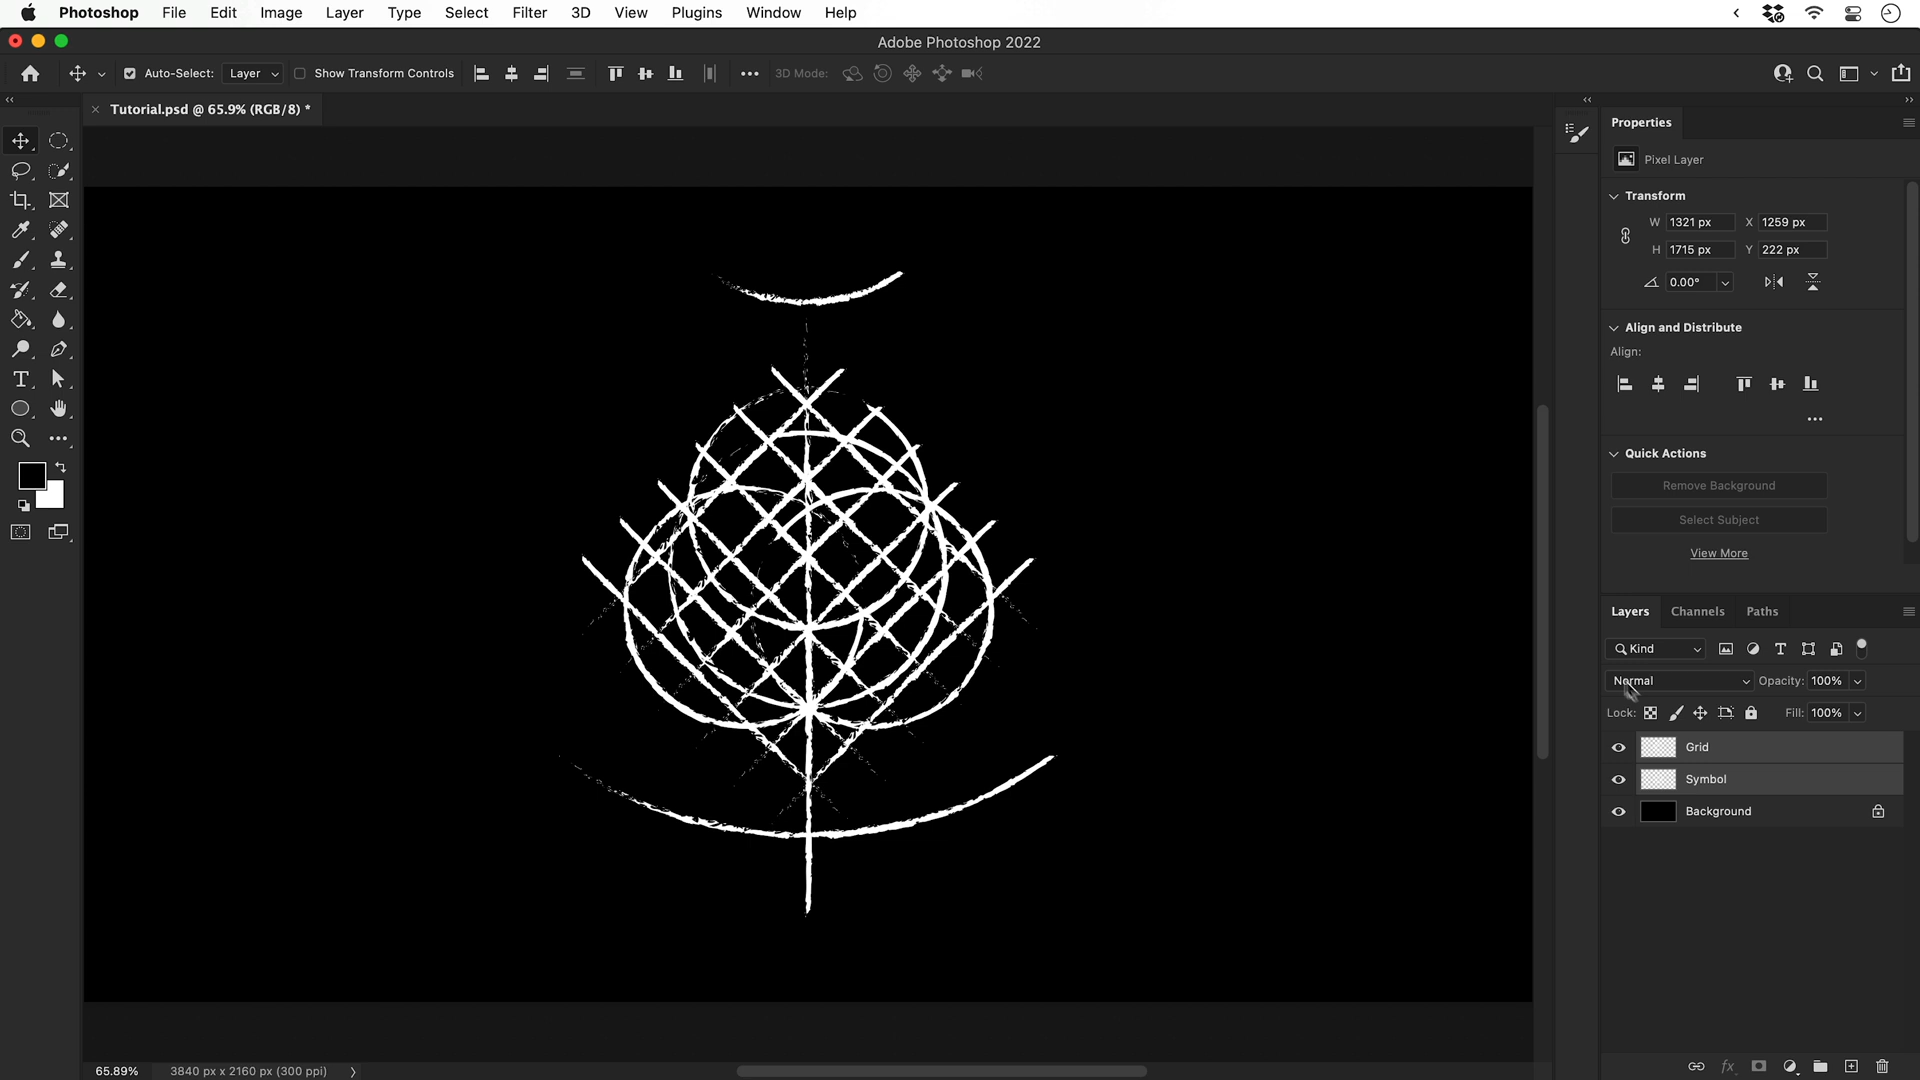 Photoshop File Edit Image Layer Type Select Filter 3D View Plugins Window Help
Adobe Photoshop 2022
Auto-Select: Layer Show Transform Controls 3D Mode:
Tutorial.psd @ 65.9% (RGB/8) *
Properties
Pixel Layer
Transform
W 1321 px X 1259 px
H 1715 px Y 222 px
0.00°
Align and Distribute
Align:
Quick Actions
Remove Background
Select Subject
View More
Layers Channels Paths
Kind
Normal Opacity: 100%
Lock: Fill: 100%
Grid
Symbol
Background
65.89% 3840 px x 2160 px (300 ppi)